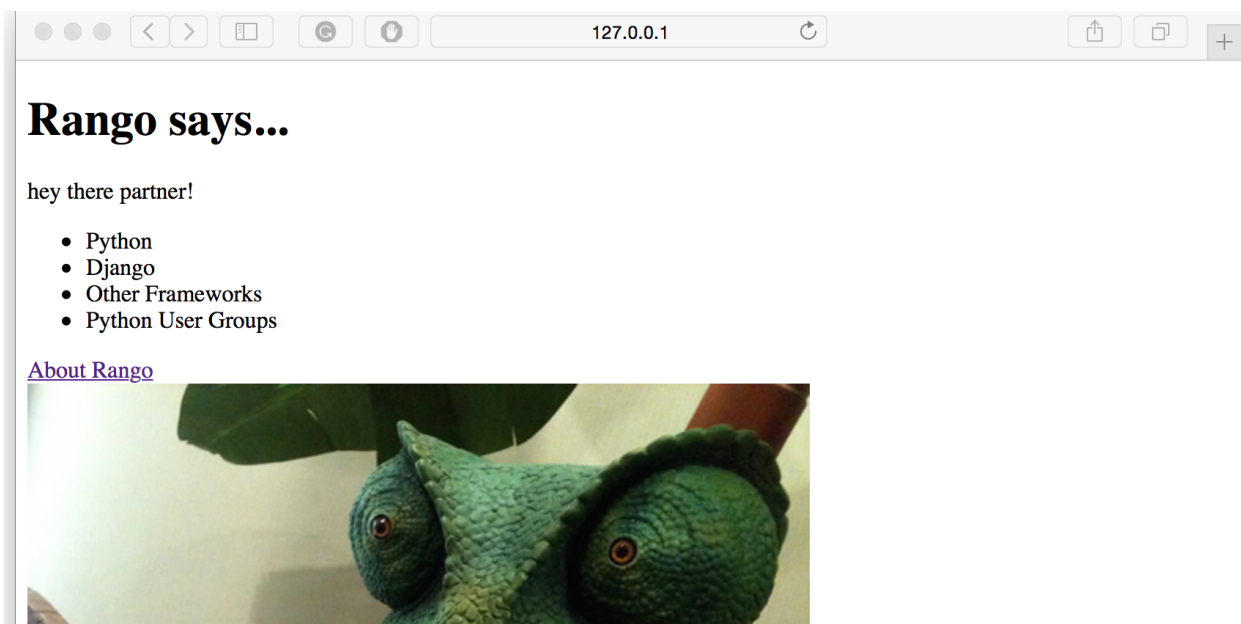 127.0.0.1
Rango says...
hey there partner!
Python
Django
Other Frameworks
Python User Groups
About Rango